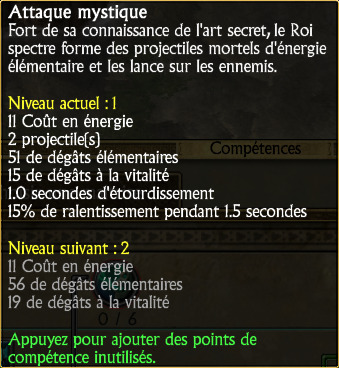 Attaque mystique
Fort de sa connaissance de l'art secret, le Roi
spectre forme des projectiles mortels d'énergie
élémentaire et les lance sur les ennemis.
Niveau actuel : 1
11 Coût en énergie
2 projectile(s)
51 de dégâts élémentaires
Compétences
15 de dégâts à la vitalité
1.0 secondes d'étourdissement
15% de ralentissement pendant 1.5 secondes
Niveau suivant : 2
11 Coût en énergie
56 de dégâts élémentaires
19 de dégâts à la vitalité
0 / 6
Appuyez pour ajouter des points de
compétence inutilisés.